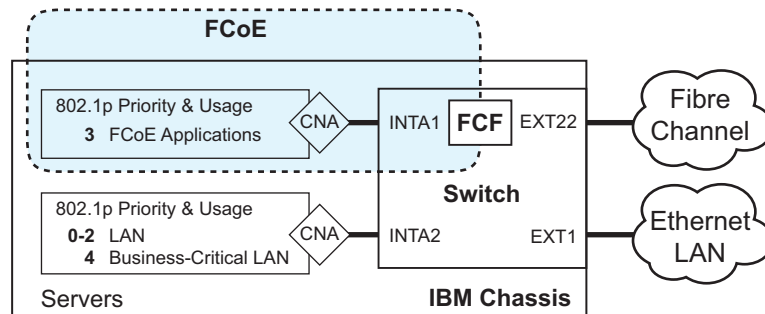 FCoE
802.1p Priority & Usage
3 FCoE Applications
CNA
INTA1
FCF
EXT22
Fibre
Channel
Switch
802.1p Priority & Usage
0-2 LAN
4 Business-Critical LAN
CNA
INTA2
EXT1
Ethernet
LAN
Servers
IBM Chassis